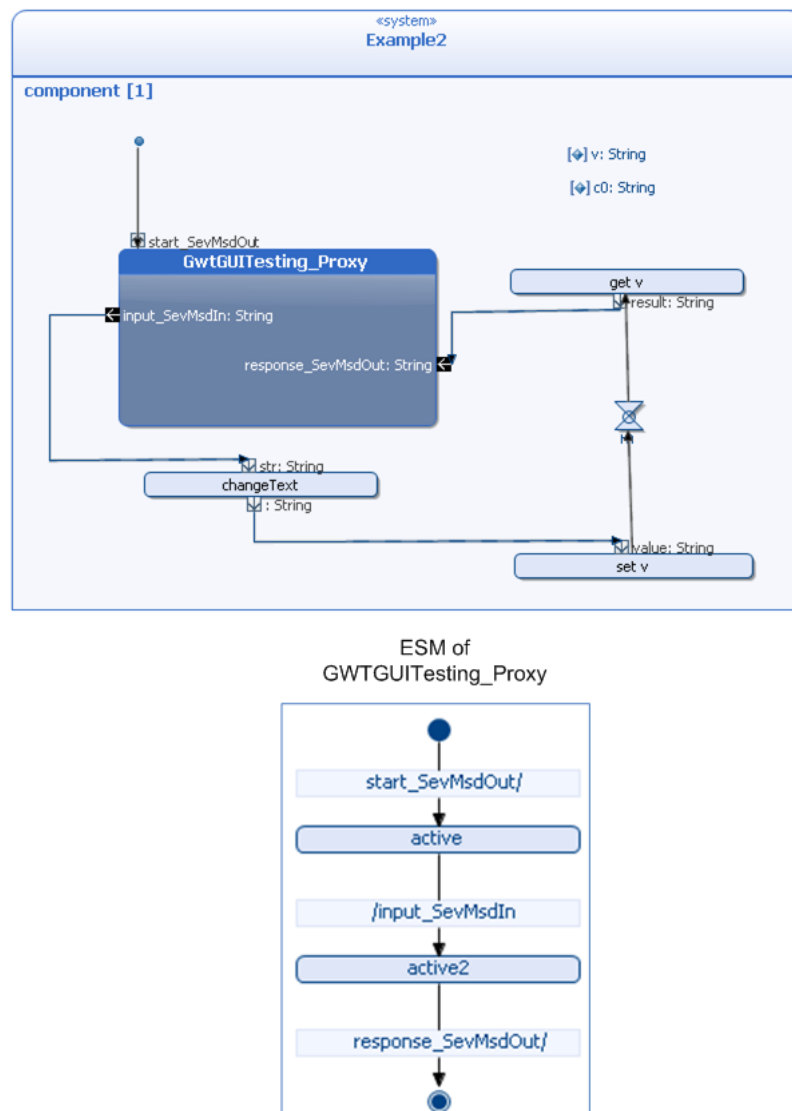 «system»
Example2
component [1]
[◈] v: String
[◈] c0: String
start_SevMsdOut
GwtGUITesting_Proxy
input_SevMsdIn: String
response_SevMsdOut: String
get v
result: String
str: String
changeText
: String
value: String
set v
ESM of
GWTGUITesting_Proxy
start_SevMsdOut/
active
/input_SevMsdIn
active2
response_SevMsdOut/